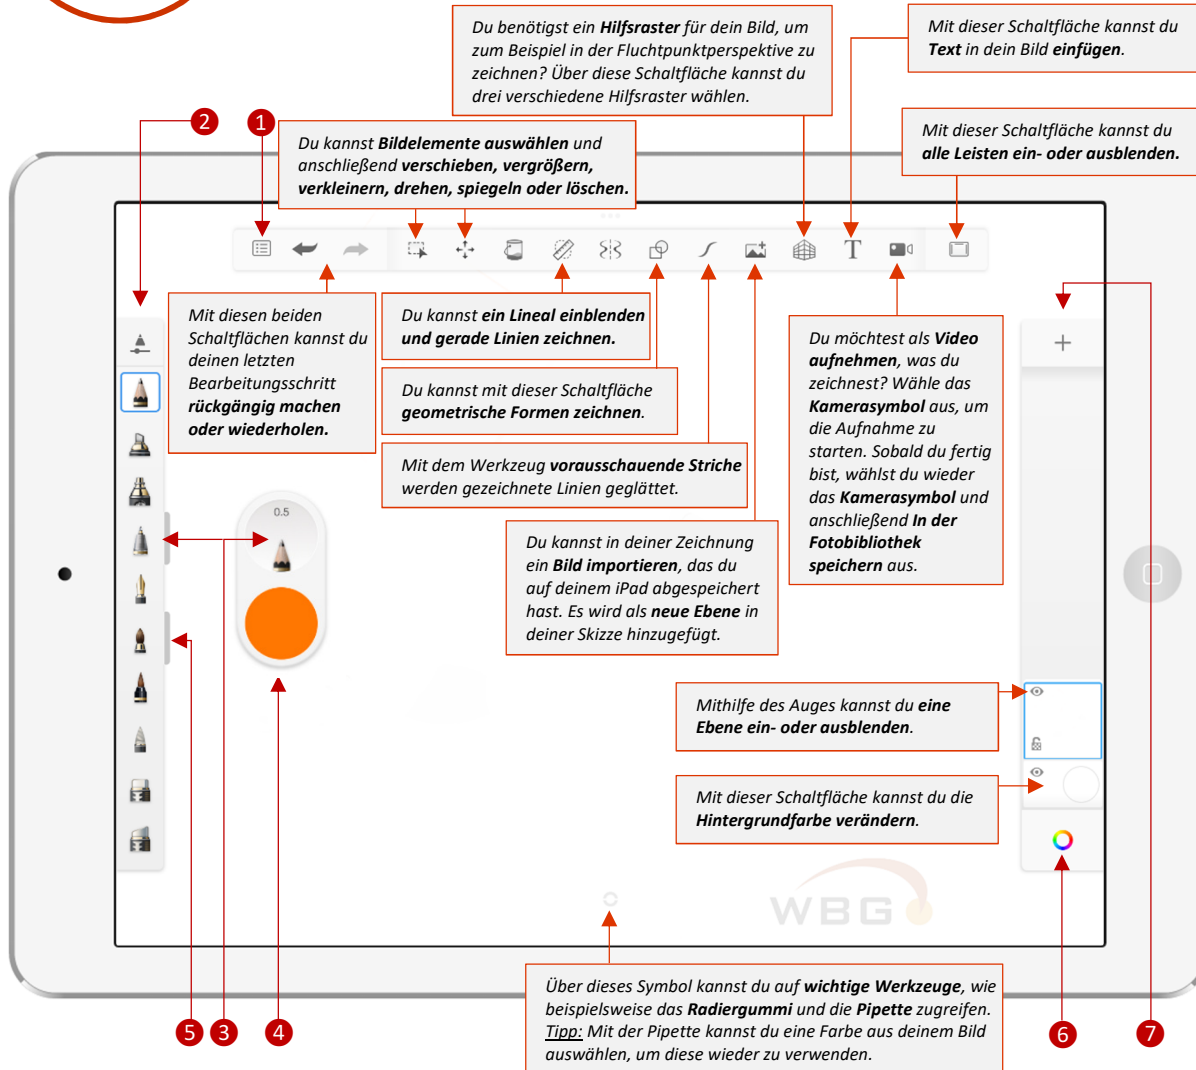 Du benötigst ein Hilfsraster für dein Bild, um
zum Beispiel in der Fluchtpunktperspektive zu
zeichnen? Über diese Schaltfläche kannst du
drei verschiedene Hilfsraster wählen.
Mit dieser Schaltfläche kannst du
Text in dein Bild einfügen.
2
1
Du kannst Bildelemente auswählen und
anschließend verschieben, vergrößern,
verkleinern, drehen, spiegeln oder löschen.
Mit dieser Schaltfläche kannst du
alle Leisten ein- oder ausblenden.
T
Mit diesen beiden
Schaltflächen kannst du
deinen letzten
Bearbeitungsschritt
rückgängig machen
oder wiederholen.
Du kannst ein Lineal einblenden
und gerade Linien zeichnen.
Du kannst mit dieser Schaltfläche
geometrische Formen zeichnen.
Mit dem Werkzeug vorausschauende Striche
werden gezeichnete Linien geglättet.
Du möchtest als Video
aufnehmen, was du
zeichnest? Wähle das
Kamerasymbol aus, um
die Aufnahme zu
starten. Sobald du fertig
bist, wählst du wieder
das Kamerasymbol und
anschließend In der
Fotobibliothek
speichern aus.
0.5
Du kannst in deiner Zeichnung
ein Bild importieren, das du
auf deinem iPad abgespeichert
hast. Es wird als neue Ebene in
deiner Skizze hinzugefügt.
Mithilfe des Auges kannst du eine
Ebene ein- oder ausblenden.
Mit dieser Schaltfläche kannst du die
Hintergrundfarbe verändern.
WBG
Über dieses Symbol kannst du auf wichtige Werkzeuge, wie
beispielsweise das Radiergummi und die Pipette zugreifen.
Tipp: Mit der Pipette kannst du eine Farbe aus deinem Bild
auswählen, um diese wieder zu verwenden.
5
3
4
6
7